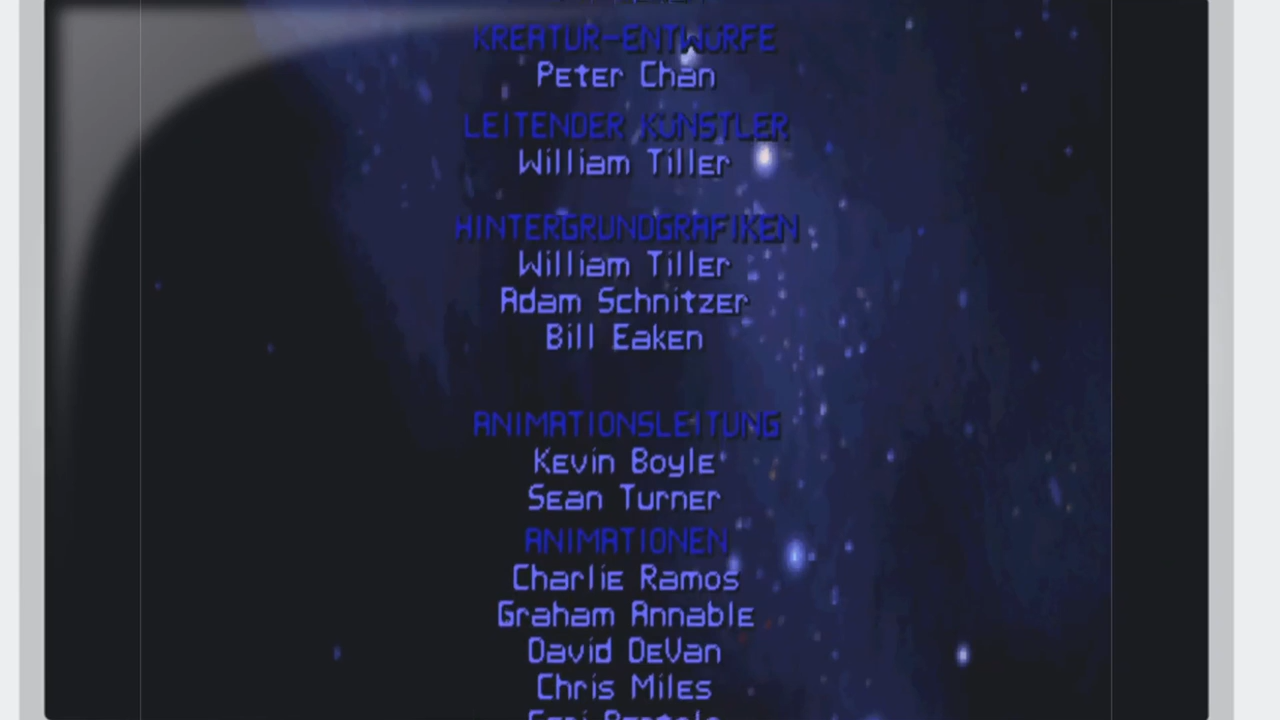 KREATUR-ENTWüRFE
Peter Chan
LEITENDER KüNSTLER
William Tiller
HINTERGRUNDGRAFIKEN
William Tiller
Adam Schnitzer
Bill Eaken
ANIMATIONSLEITUNG
Kevin Boyle
Sean Turner
ANIMATIONEN
Charlie Ramos
Graham Annable
David DeVan
Chris Miles